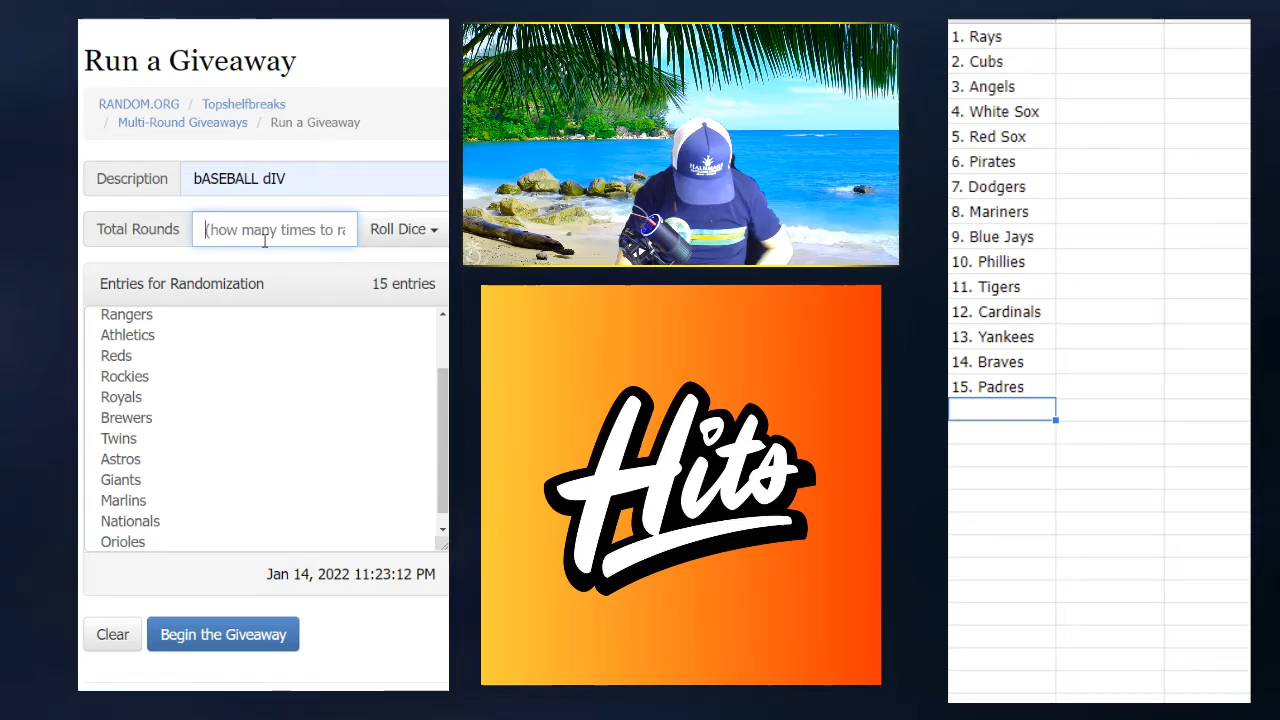 Run a Giveaway
RANDOM.ORG / Topshelfbreaks
/ Multi-Round Giveaways / Run a Giveaway
Description bASEBALL dIV
Total Rounds (how many times to ra Roll Dice
Entries for Randomization 15 entries
Rangers
Athletics
Reds
Rockies
Royals
Brewers
Twins
Astros
Giants
Marlins
Nationals
Orioles
Jan 14, 2022 11:23:12 PM
Clear Begin the Giveaway
Hits
1. Rays
2. Cubs
3. Angels
4. White Sox
5. Red Sox
6. Pirates
7. Dodgers
8. Mariners
9. Blue Jays
10. Phillies
11. Tigers
12. Cardinals
13. Yankees
14. Braves
15. Padres